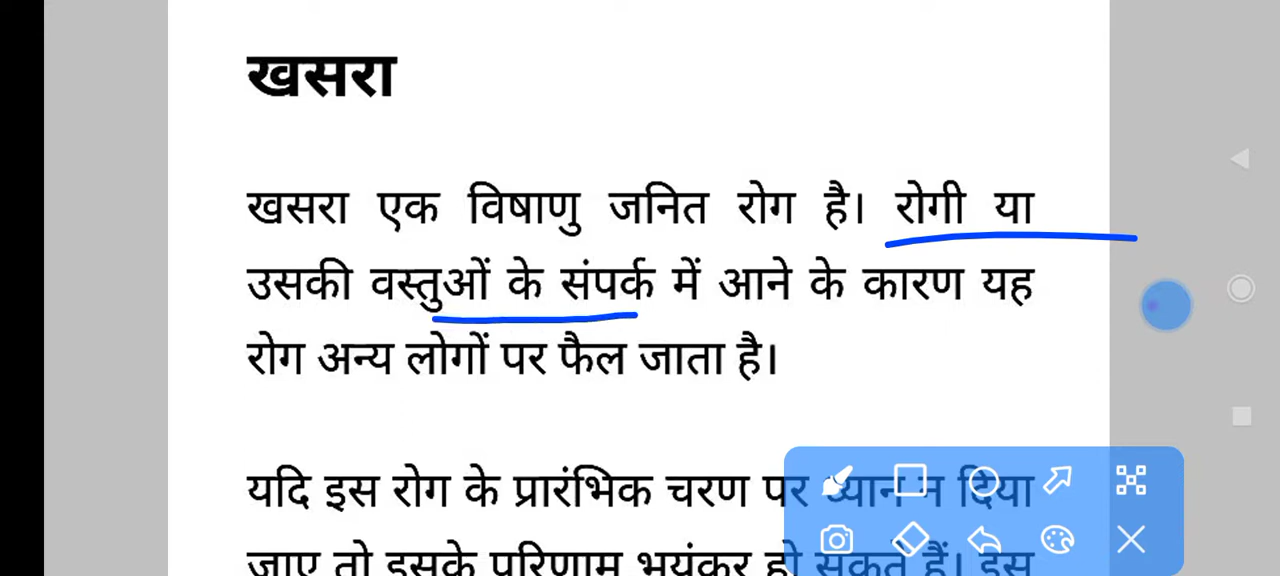 खसरा
खसरा एक विषाणु जनित रोग है। रोगी या
उसकी वस्तुओं के संपर्क में आने के कारण यह
रोग अन्य लोगों पर फैल जाता है।
यदि इस रोग के प्रारंभिक चरण पर ध्यान न दिया
जाए तो इसके परिणाम भयंकर हो सकते हैं। इस